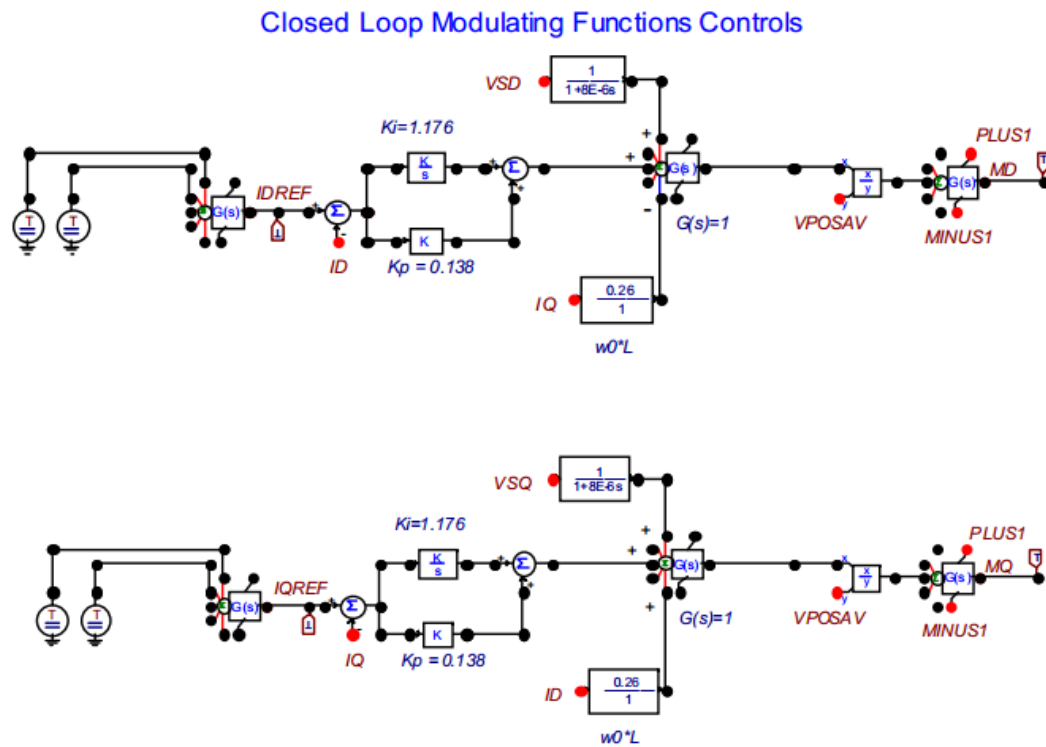 Closed Loop Modulating Functions Controls
VSD
1
1+8E-6s
Ki=1.176
K
s
+
+
+
+
-
PLUS1
T
MD
IDREF
T
T
G(s)
+
Σ
-
ID
K
Kp = 0.138
Σ
G(s)
G(s)=1
x
y
x
y
VPOSAV
G(s)
MINUS1
IQ
0.26
1
w0*L
VSQ
1
1+8E-6s
Ki=1.176
K
s
+
+
+
+
+
PLUS1
T
MQ
IQREF
T
T
G(s)
+
Σ
-
IQ
K
Kp = 0.138
Σ
G(s)
G(s)=1
x
y
x
y
VPOSAV
G(s)
MINUS1
ID
0.26
1
w0*L